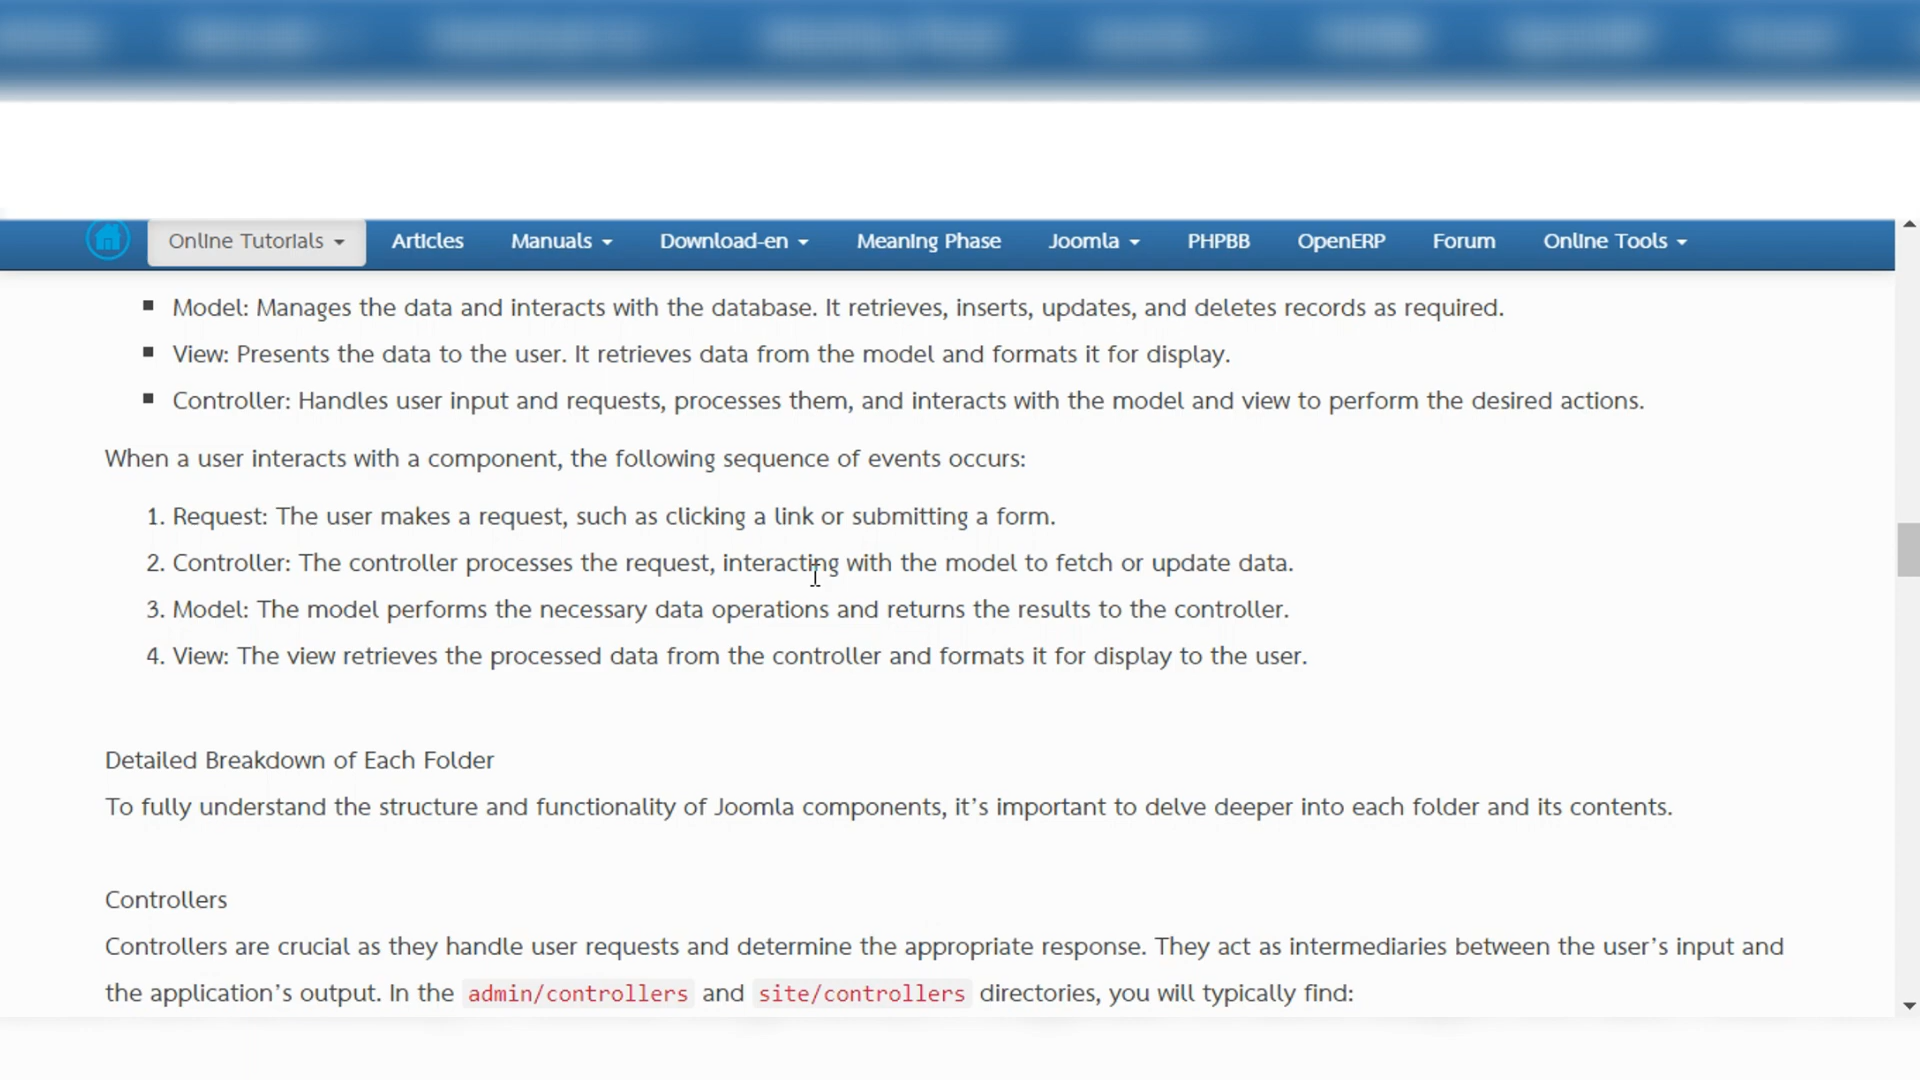 Online Tutorials Articles Manuals Download-en Meaning Phase Joomla PHPBB OpenERP Forum Online Tools
Model: Manages the data and interacts with the database. It retrieves, inserts, updates, and deletes records as required.
View: Presents the data to the user. It retrieves data from the model and formats it for display.
Controller: Handles user input and requests, processes them, and interacts with the model and view to perform the desired actions.
When a user interacts with a component, the following sequence of events occurs:
1. Request: The user makes a request, such as clicking a link or submitting a form.
2. Controller: The controller processes the request, interacting with the model to fetch or update data.
3. Model: The model performs the necessary data operations and returns the results to the controller.
4. View: The view retrieves the processed data from the controller and formats it for display to the user.
Detailed Breakdown of Each Folder
To fully understand the structure and functionality of Joomla components, it’s important to delve deeper into each folder and its contents.
Controllers
Controllers are crucial as they handle user requests and determine the appropriate response. They act as intermediaries between the user’s input and
the application’s output. In the admin/controllers and site/controllers directories, you will typically find: